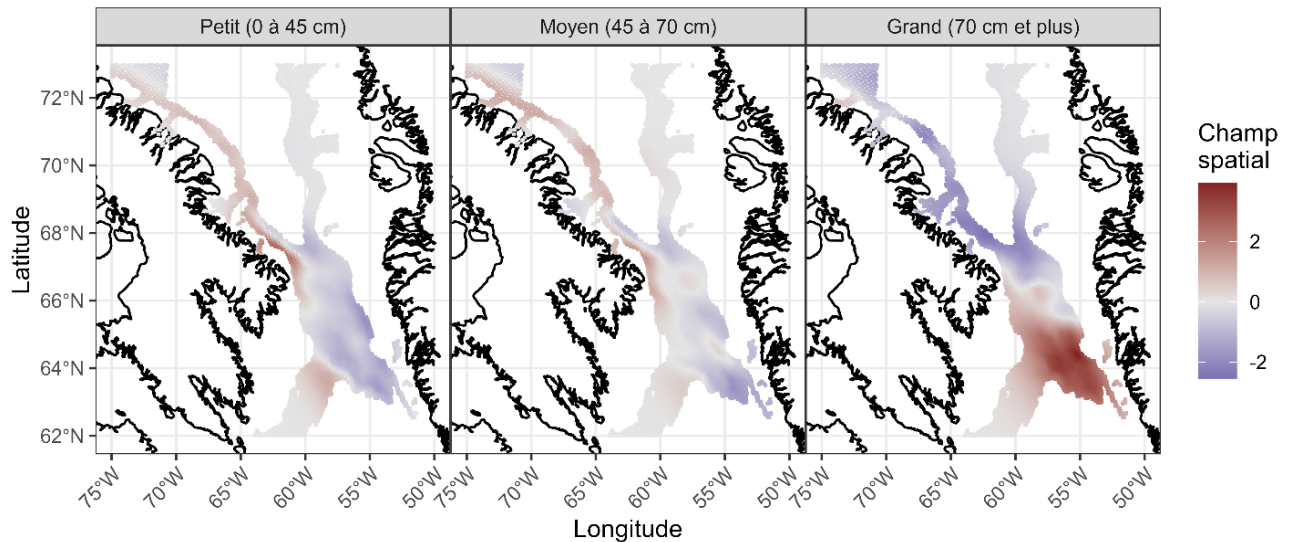 Petit (0 à 45 cm) Moyen (45 à 70 cm) Grand (70 cm et plus)
72°N
70°N
68°N
66°N
64°N
62°N
Latitude
75°W 70°W 65°W 60°W 55°W 50°W 75°W 70°W 65°W 60°W 55°W 50°W 75°W 70°W 65°W 60°W 55°W 50°W
Longitude
Champ
spatial
2
0
-2